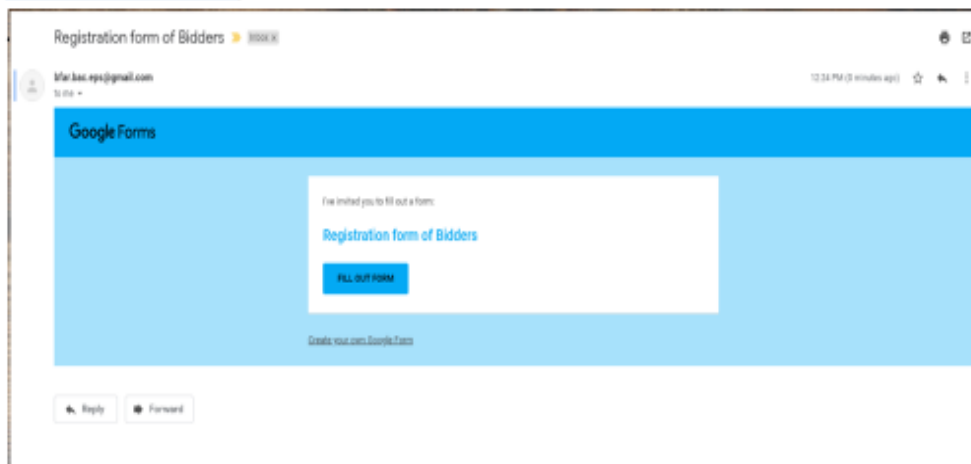 Registration form of Bidders
Inbox x
bfar.bac.eps@gmail.com
to me
12:24 PM (0 minutes ago)
Google Forms
I've invited you to fill out a form:
Registration form of Bidders
FILL OUT FORM
Create your own Google Form
Reply
Forward